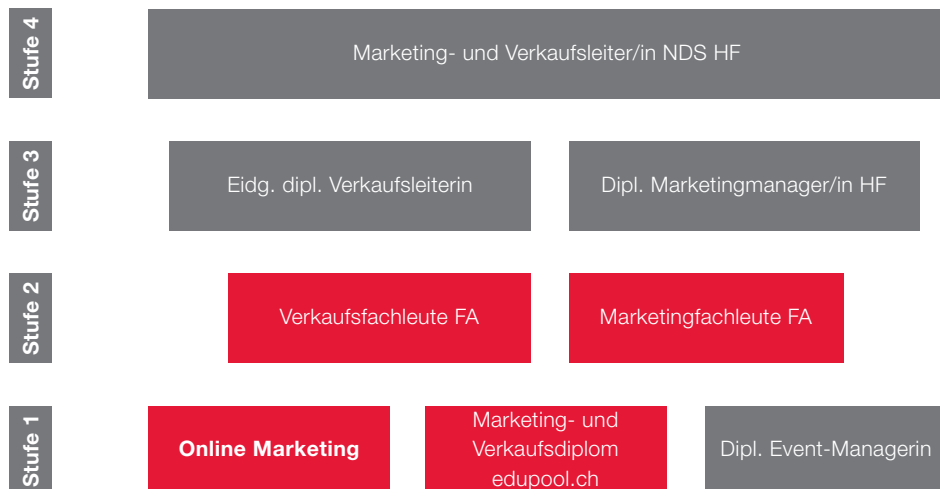 Stufe 4
Marketing- und Verkaufsleiter/in NDS HF
Stufe 3
Eidg. dipl. Verkaufsleiterin
Dipl. Marketingmanager/in HF
Stufe 2
Verkaufsfachleute FA
Marketingfachleute FA
Stufe 1
Online Marketing
Marketing- und
Verkaufsdiplom
edupool.ch
Dipl. Event-Managerin